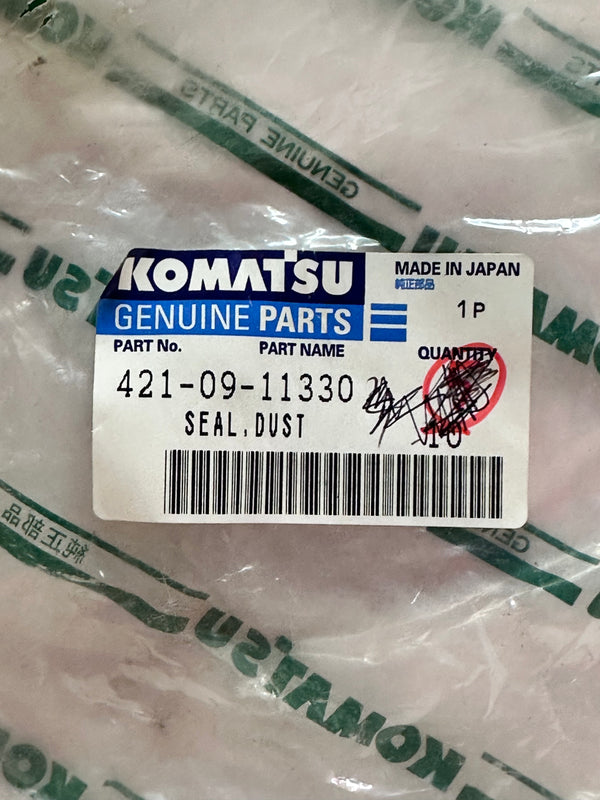 GENUINE PARTS
KOMATSU
KOMATSU
MADE IN JAPAN
純正部品
1P
GENUINE PARTS
PART No.
PART NAME
QUANTITY
421-09-11330
SEAL,DUST
10
純正部品
KOMATSU